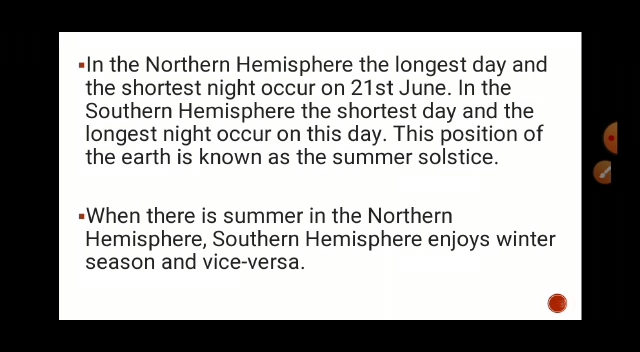 ▪In the Northern Hemisphere the longest day and
the shortest night occur on 21st June. In the
Southern Hemisphere the shortest day and the
longest night occur on this day. This position of
the earth is known as the summer solstice.
▪When there is summer in the Northern
Hemisphere, Southern Hemisphere enjoys winter
season and vice-versa.